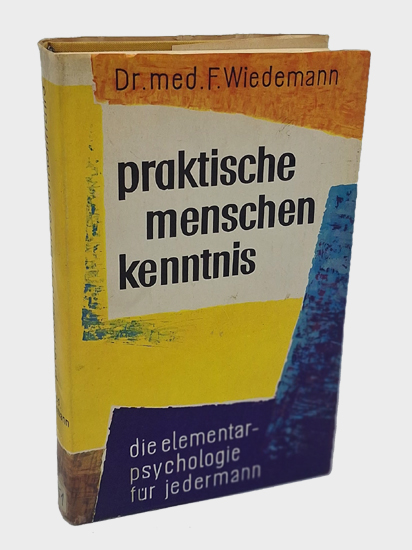 Dr. med. F. Wiedemann
praktische
menschen
kenntnis
die elementar-
psychologie
für jedermann